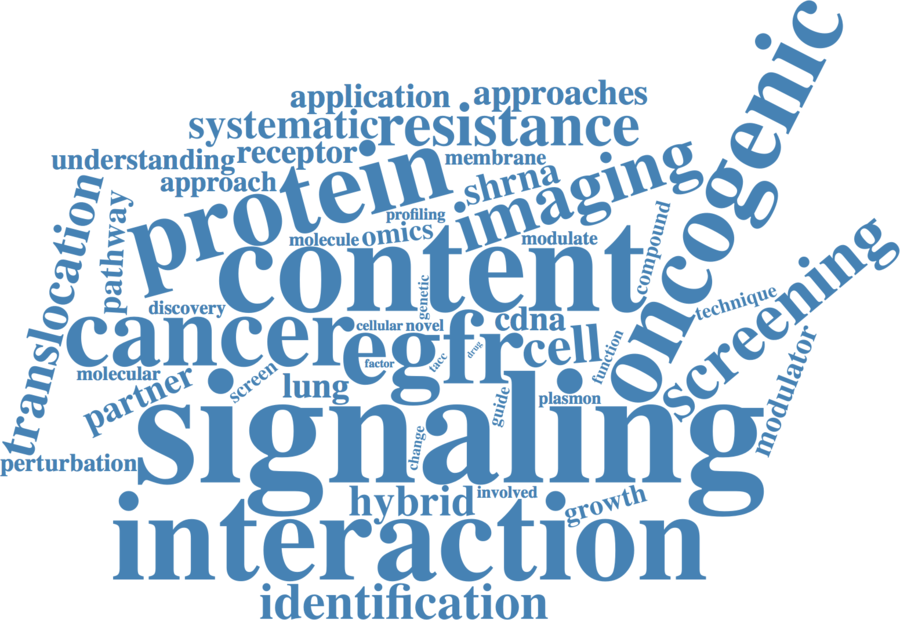 application approaches
systematic resistance
understanding receptor membrane
approach protein shrna imaging oncogenic
profiling
molecule omics modulate
translocation pathway content compound
discovery genetic technique screening
cancer cellular novel cdna
egfr cell function
factor tacc drug
molecular partner screen lung guide plasmon modulator
signaling
change
perturbation
hybrid involved growth
interaction
identification